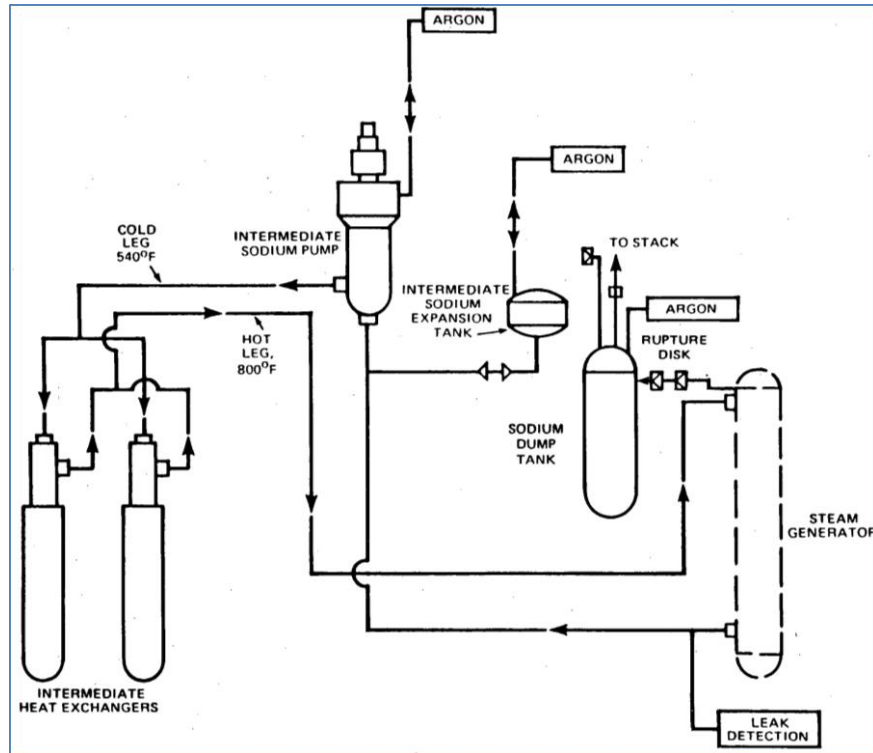 ARGON
ARGON
COLD
LEG
540°F
INTERMEDIATE
SODIUM PUMP
TO STACK
INTERMEDIATE
SODIUM
EXPANSION
TANK
ARGON
HOT
LEG,
800°F
RUPTURE
DISK
SODIUM
DUMP
TANK
STEAM
GENERATOR
INTERMEDIATE
HEAT EXCHANGERS
LEAK
DETECTION